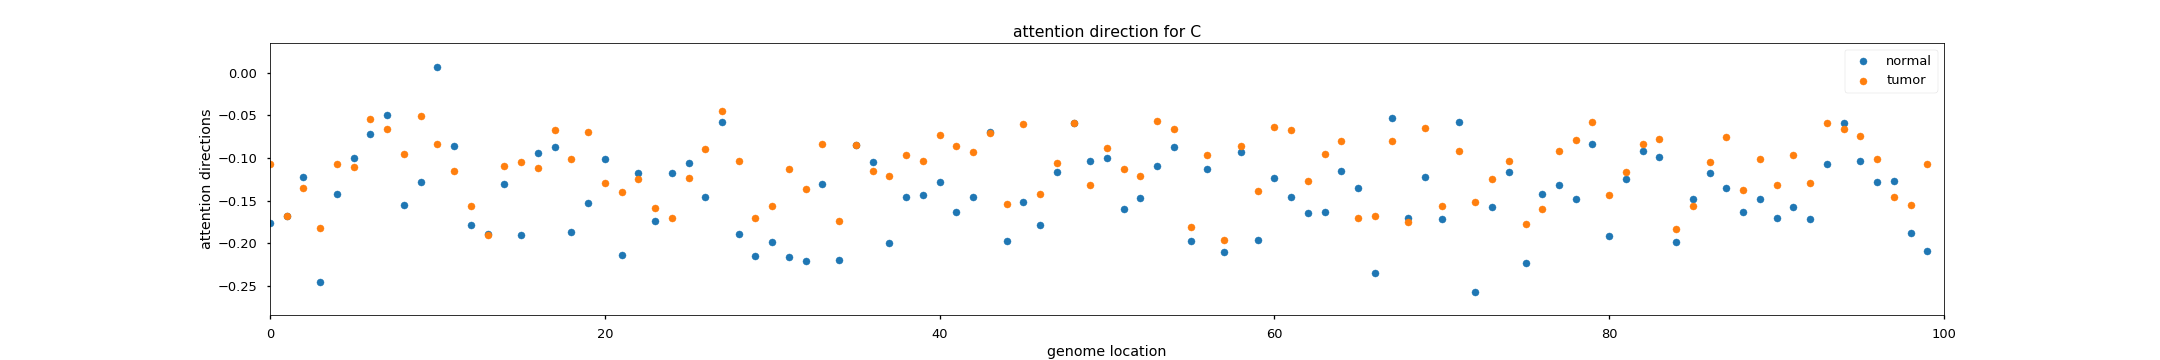 attention direction for C
normal
tumor
attention directions
0.00
−0.05
−0.10
−0.15
−0.20
−0.25
0
20
40
60
80
100
genome location